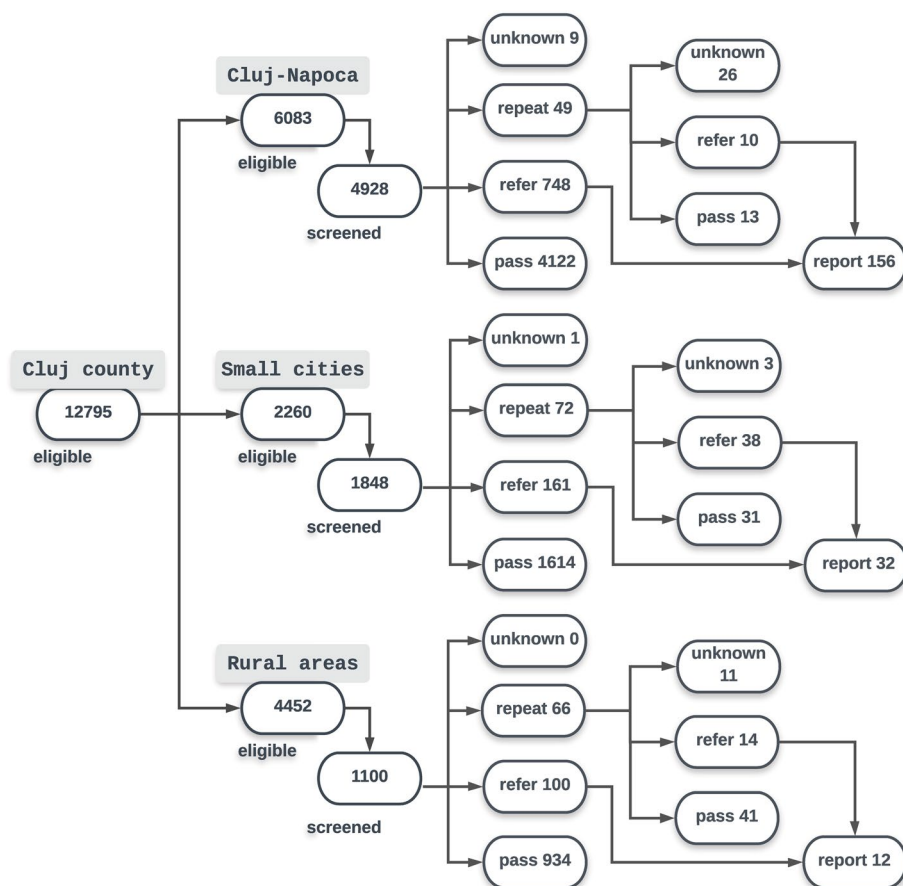 unknown 9
unknown
26
Cluj-Napoca
repeat 49
6083
refer 10
eligible
refer 748
4928
pass 13
screened
pass 4122
report 156
unknown 1
Cluj county
Small cities
unknown 3
12795
2260
repeat 72
refer 38
eligible
eligible
1848
refer 161
pass 31
screened
pass 1614
report 32
unknown 0
unknown
11
Rural areas
repeat 66
4452
refer 14
eligible
1100
refer 100
pass 41
screened
pass 934
report 12